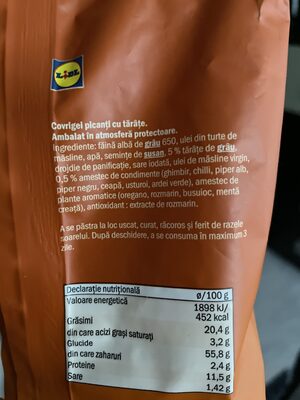 LIDL
Covrigei picanți cu tărâțe.
Ambalat în atmosferă protectoare.
Ingrediente: făină albă de grâu 650, ulei din turte de
măsline, apă, semințe de susan, 5 % tărâțe de grâu,
drojdie de panificație, sare iodată, ulei de măsline virgin,
0,5 % amestec de condimente (ghimbir, chilli, piper alb,
piper negru, ceapă, usturoi, ardei verde), amestec de
plante aromatice (oregano, rozmarin, busuioc, mentă
creață), antioxidant : extracte de rozmarin.
A se păstra la loc uscat, curat, răcoros și ferit de razele
soarelui. După deschidere, a se consuma în maximum 3
zile.
Declarație nutrițională
ø/100 g
Valoare energetică
1898 kJ/
452 kcal
Grăsimi
20,4 g
din care acizi grași saturați
3,2 g
Glucide
55,8 g
din care zaharuri
2,4 g
Proteine
11,5 g
Sare
1,42 g